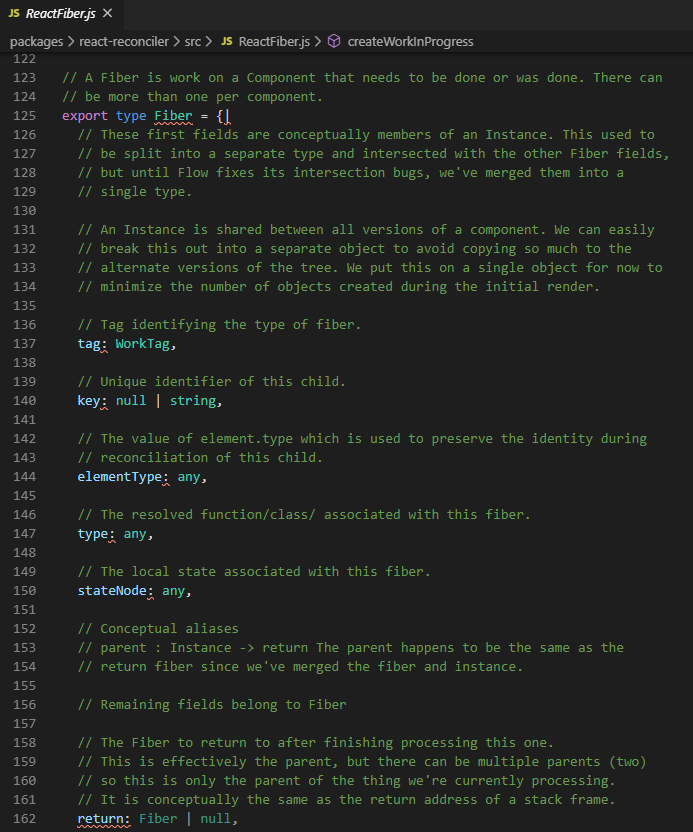 JS ReactFiber.js ×
packages > react-reconciler > src > JS ReactFiber.js > createWorkInProgress
122
123 // A Fiber is work on a Component that needs to be done or was done. There can
124 // be more than one per component.
125 export type Fiber = {|
126 // These first fields are conceptually members of an Instance. This used to
127 // be split into a separate type and intersected with the other Fiber fields,
128 // but until Flow fixes its intersection bugs, we've merged them into a
129 // single type.
130
131 // An Instance is shared between all versions of a component. We can easily
132 // break this out into a separate object to avoid copying so much to the
133 // alternate versions of the tree. We put this on a single object for now to
134 // minimize the number of objects created during the initial render.
135
136 // Tag identifying the type of fiber.
137 tag: WorkTag,
138
139 // Unique identifier of this child.
140 key: null | string,
141
142 // The value of element.type which is used to preserve the identity during
143 // reconciliation of this child.
144 elementType: any,
145
146 // The resolved function/class/ associated with this fiber.
147 type: any,
148
149 // The local state associated with this fiber.
150 stateNode: any,
151
152 // Conceptual aliases
153 // parent : Instance -> return The parent happens to be the same as the
154 // return fiber since we've merged the fiber and instance.
155
156 // Remaining fields belong to Fiber
157
158 // The Fiber to return to after finishing processing this one.
159 // This is effectively the parent, but there can be multiple parents (two)
160 // so this is only the parent of the thing we're currently processing.
161 // It is conceptually the same as the return address of a stack frame.
162 return: Fiber | null,